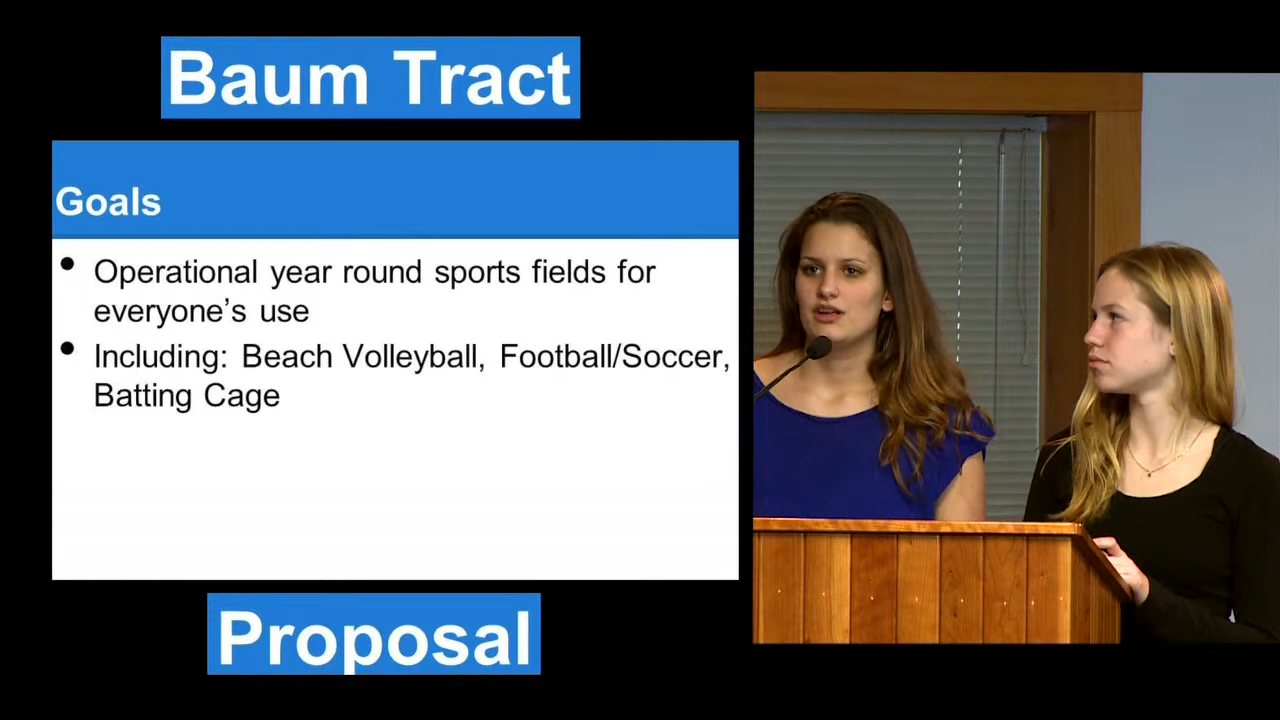 Baum Tract
Goals
• Operational year round sports fields for
everyone’s use
• Including: Beach Volleyball, Football/Soccer,
Batting Cage
Proposal